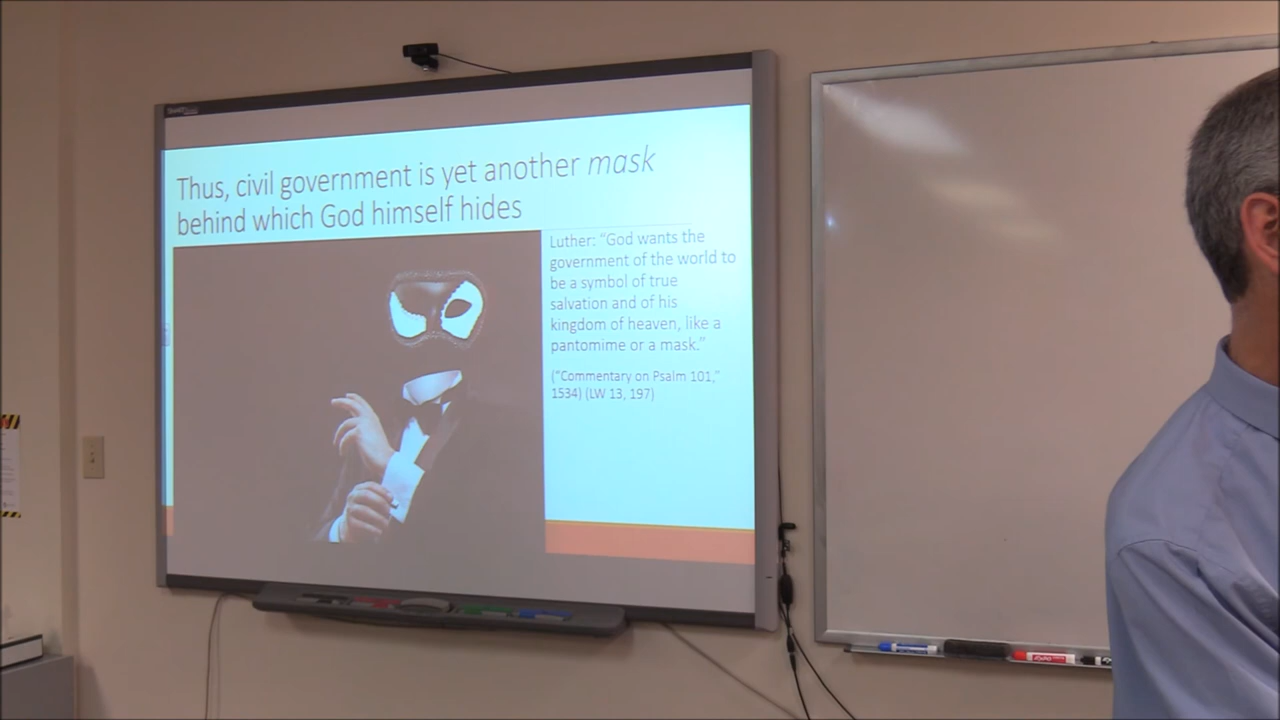 Thus, civil government is yet another mask
behind which God himself hides
Luther: “God wants the
government of the world to
be a symbol of true
salvation and of his
kingdom of heaven, like a
pantomime or a mask.”
(“Commentary on Psalm 101,”
1534) (LW 13, 197)